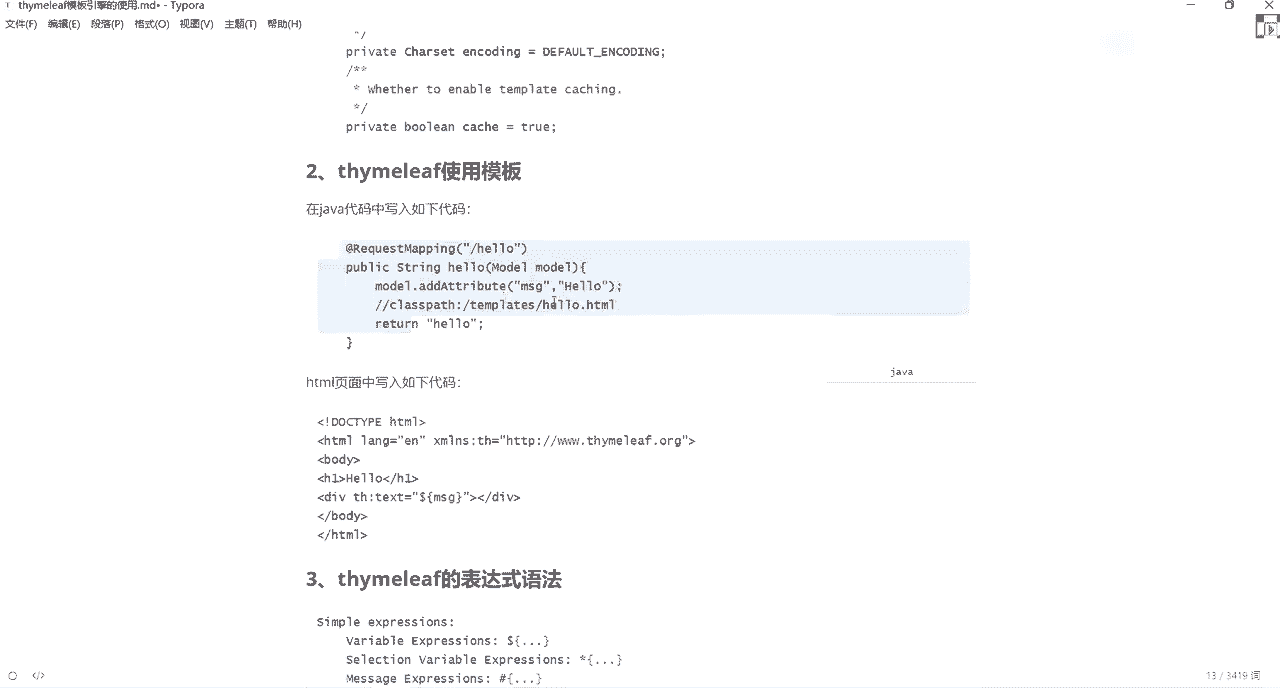 thymeleaf模板引擎的使用.md• - Typora
文件(F) 编辑(E) 段落(P) 格式(O) 视图(V) 主题(T) 帮助(H)
*/
private Charset encoding = DEFAULT_ENCODING;
/**
* Whether to enable template caching.
*/
private boolean cache = true;
2、thymeleaf使用模板
在java代码中写入如下代码：
@RequestMapping("/hello")
public String hello(Model model){
model.addAttribute("msg","Hello");
//classpath:/templates/hello.html
return "hello";
}
java
html页面中写入如下代码：
<!DOCTYPE html>
<html lang="en" xmlns:th="http://www.thymeleaf.org">
<body>
<h1>Hello</h1>
<div th:text="${msg}"></div>
</body>
</html>
3、thymeleaf的表达式语法
Simple expressions:
Variable Expressions: ${...}
Selection Variable Expressions: *{...}
Message Expressions: #{...}
13 / 3419 词